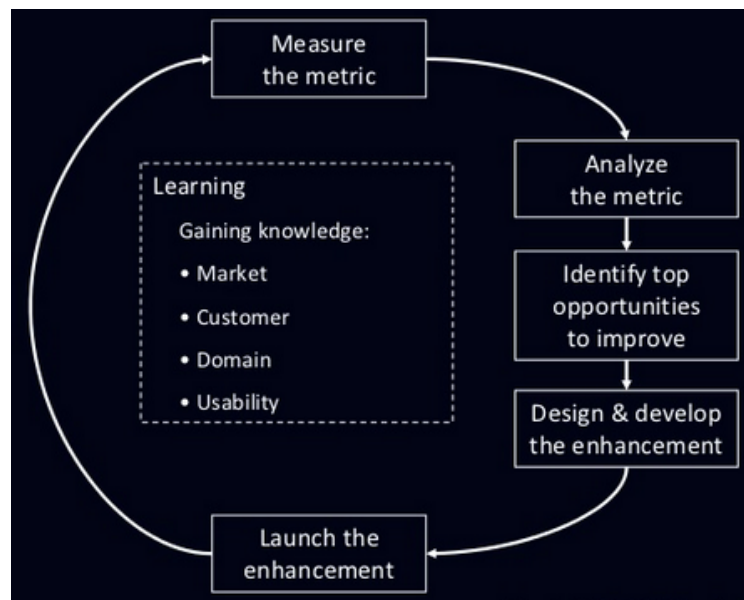 Measure
the metric
Analyze
the metric
Identify top
opportunities
to improve
Design & develop
the enhancement
Launch the
enhancement
Learning
Gaining knowledge:
• Market
• Customer
• Domain
• Usability